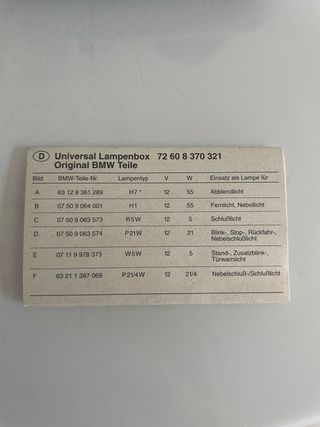 D Universal Lampenbox 72 60 8 370 321
Original BMW Teile
Bild BMW-Teile-Nr. Lampentyp V W Einsatz als Lampe für
A 63 12 8 361 289 H7 * 12 55 Abblendlicht
B 07 50 9 064 001 H1 12 55 Fernlicht, Nebellicht
C 07 50 9 063 573 R5W 12 5 Schlußlicht
D 07 50 9 063 574 P21W 12 21 Blink-, Stop-, Rückfahr-,
Nebelschlußlicht
E 07 11 9 978 373 W5W 12 5 Stand-, Zusatzblink-,
Türwarnlicht
F 63 21 1 387 069 P21/4W 12 21/4 Nebelschluß-/Schlußlicht